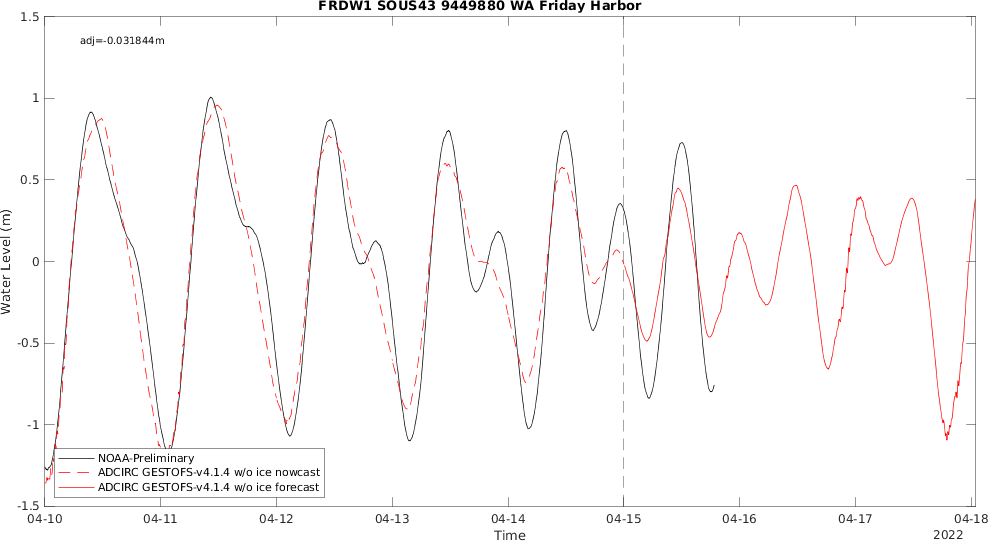 FRDW1 SOUS43 9449880 WA Friday Harbor
adj=-0.031844m
1.5
1
0.5
0
-0.5
-1
-1.5
Water Level (m)
NOAA-Preliminary
ADCIRC GESTOFS-v4.1.4 w/o ice nowcast
ADCIRC GESTOFS-v4.1.4 w/o ice forecast
04-10 04-11 04-12 04-13 04-14 04-15 04-16 04-17 04-18
Time
2022